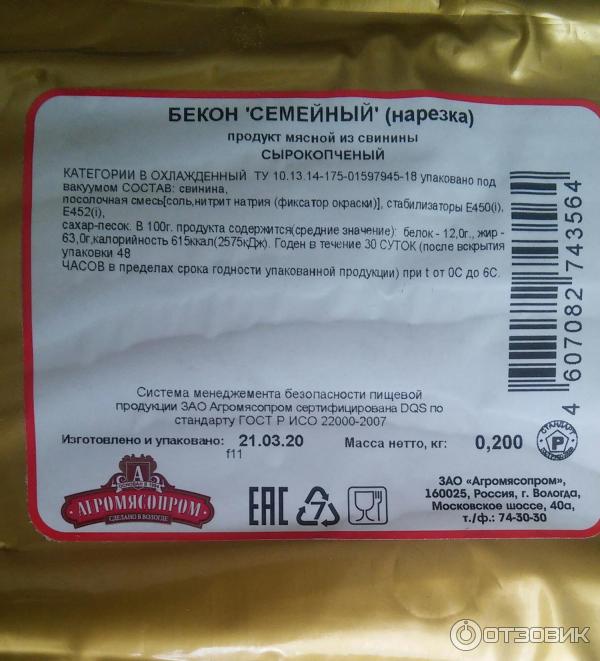 БЕКОН 'СЕМЕЙНЫЙ' (нарезка)
продукт мясной из свинины
СЫРОКОПЧЕНЫЙ
КАТЕГОРИИ В ОХЛАЖДЕННЫЙ ТУ 10.13.14-175-01597945-18 упаковано под
вакуумом СОСТАВ: свинина,
посолочная смесь[соль,нитрит натрия (фиксатор окраски)], стабилизаторы Е450(i),
Е452(i),
сахар-песок. В 100г. продукта содержится(средние значение): белок - 12,0г., жир -
63,0г,калорийность 615ккал(2575кДж). Годен в течение 30 СУТОК (после вскрытия
упаковки 48
ЧАСОВ в пределах срока годности упакованной продукции) при t от 0С до 6С.
4 607082 743564
Система менеджмента безопасности пищевой
продукции ЗАО Агромясопром сертифицирована DQS по
стандарту ГОСТ Р ИСО 22000-2007
Изготовлено и упаковано: 21.03.20 Масса нетто, кг: 0,200
f11
СТАНДАРТ
Р
А
АГРОМЯСОПРОМ
СДЕЛАНО В ВОЛОГДЕ
ЕАС
7
ЗАО «Агромясопром»,
160025, Россия, г. Вологда,
Московское шоссе, 40а,
т./ф.: 74-30-30
ОТЗОВИК